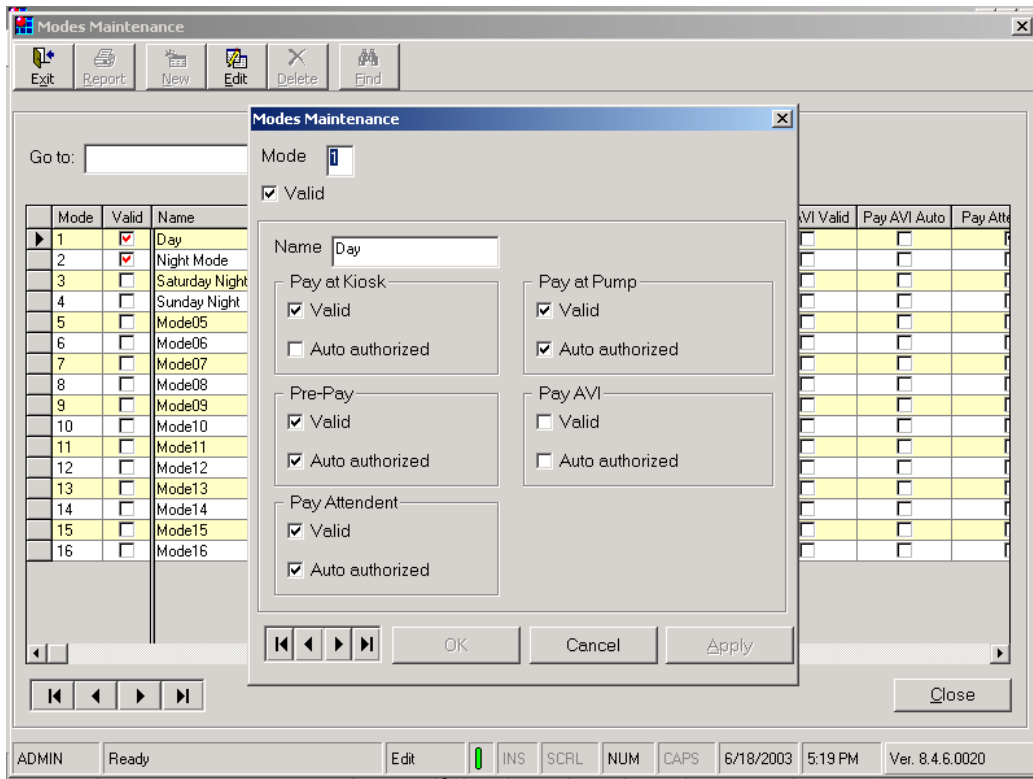 Modes Maintenance
Exit Report New Edit Delete Find
Go to:
Mode Valid Name
1 Day
2 Night Mode
3 Saturday Night
4 Sunday Night
5 Mode05
6 Mode06
7 Mode07
8 Mode08
9 Mode09
10 Mode10
11 Mode11
12 Mode12
13 Mode13
14 Mode14
15 Mode15
16 Mode16
Modes Maintenance
Mode 1
Valid
Name Day
Pay at Kiosk
Valid
Auto authorized
Pay at Pump
Valid
Auto authorized
Pre-Pay
Valid
Auto authorized
Pay AVI
Valid
Auto authorized
Pay Attendent
Valid
Auto authorized
OK Cancel Apply
AVI Valid Pay AVI Auto Pay Atte
Close
ADMIN Ready Edit INS SCRL NUM CAPS 6/18/2003 5:19 PM Ver. 8.4.6.0020